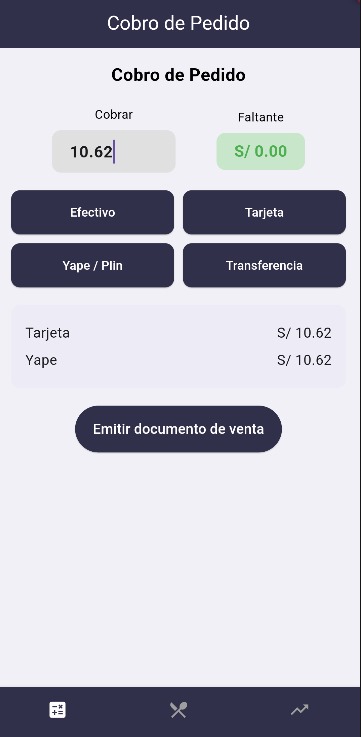 Cobro de Pedido
Cobro de Pedido
Cobrar
Faltante
10.62
S/ 0.00
Efectivo
Tarjeta
Yape / Plin
Transferencia
Tarjeta S/ 10.62
Yape S/ 10.62
Emitir documento de venta